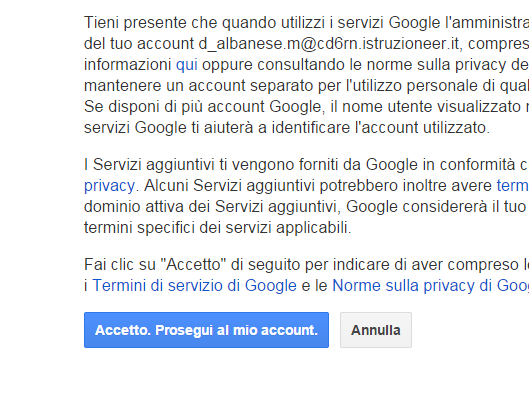 Tieni presente che quando utilizzi i servizi Google l'amministra
del tuo account d_albanese.m@cd6rn.istruzioneer.it, compres
informazioni qui oppure consultando le norme sulla privacy de
mantenere un account separato per l'utilizzo personale di qual
Se disponi di più account Google, il nome utente visualizzato
servizi Google ti aiuterà a identificare l'account utilizzato.
I Servizi aggiuntivi ti vengono forniti da Google in conformità c
privacy. Alcuni Servizi aggiuntivi potrebbero inoltre avere term
dominio attiva dei Servizi aggiuntivi, Google considererà il tuo
termini specifici dei servizi applicabili.
Fai clic su "Accetto" di seguito per indicare di aver compreso l
i Termini di servizio di Google e le Norme sulla privacy di Goo
Accetto. Prosegui al mio account.
Annulla